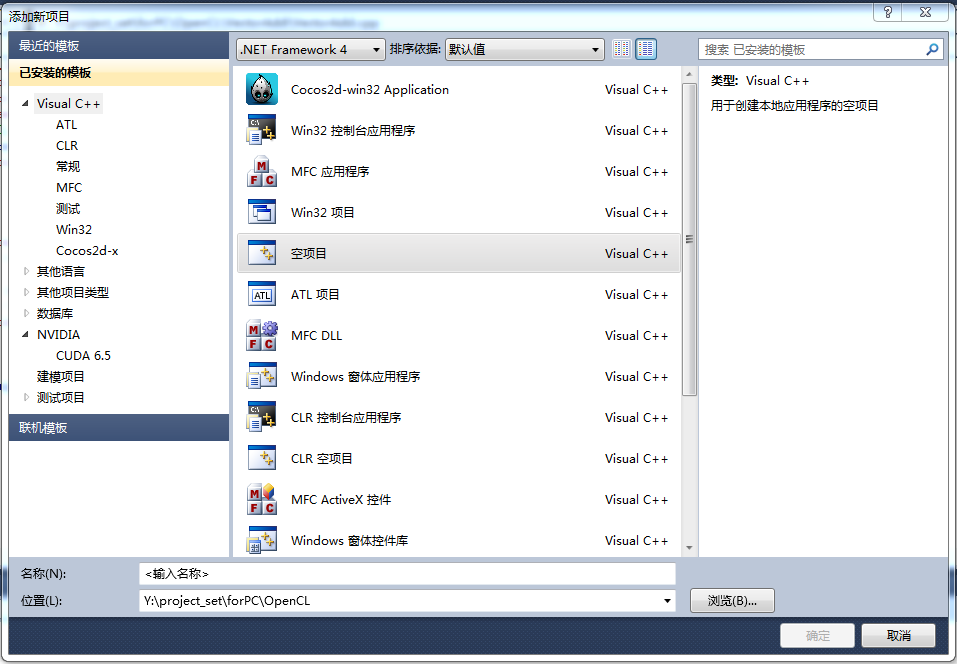 添加新项目
最近的模板
已安装的模板
Visual C++
ATL
CLR
常规
MFC
测试
Win32
Cocos2d-x
其他语言
其他项目类型
数据库
NVIDIA
CUDA 6.5
建模项目
测试项目
联机模板
.NET Framework 4 排序依据: 默认值
搜索 已安装的模板
Cocos2d-win32 Application Visual C++
Win32 控制台应用程序 Visual C++
MFC 应用程序 Visual C++
Win32 项目 Visual C++
空项目 Visual C++
ATL 项目 Visual C++
MFC DLL Visual C++
Windows 窗体应用程序 Visual C++
CLR 控制台应用程序 Visual C++
CLR 空项目 Visual C++
MFC ActiveX 控件 Visual C++
Windows 窗体控件库 Visual C++
类型: Visual C++
用于创建本地应用程序的空项目
名称(N): <输入名称>
位置(L): Y:\project_set\forPC\OpenCL 浏览(B)...
确定 取消